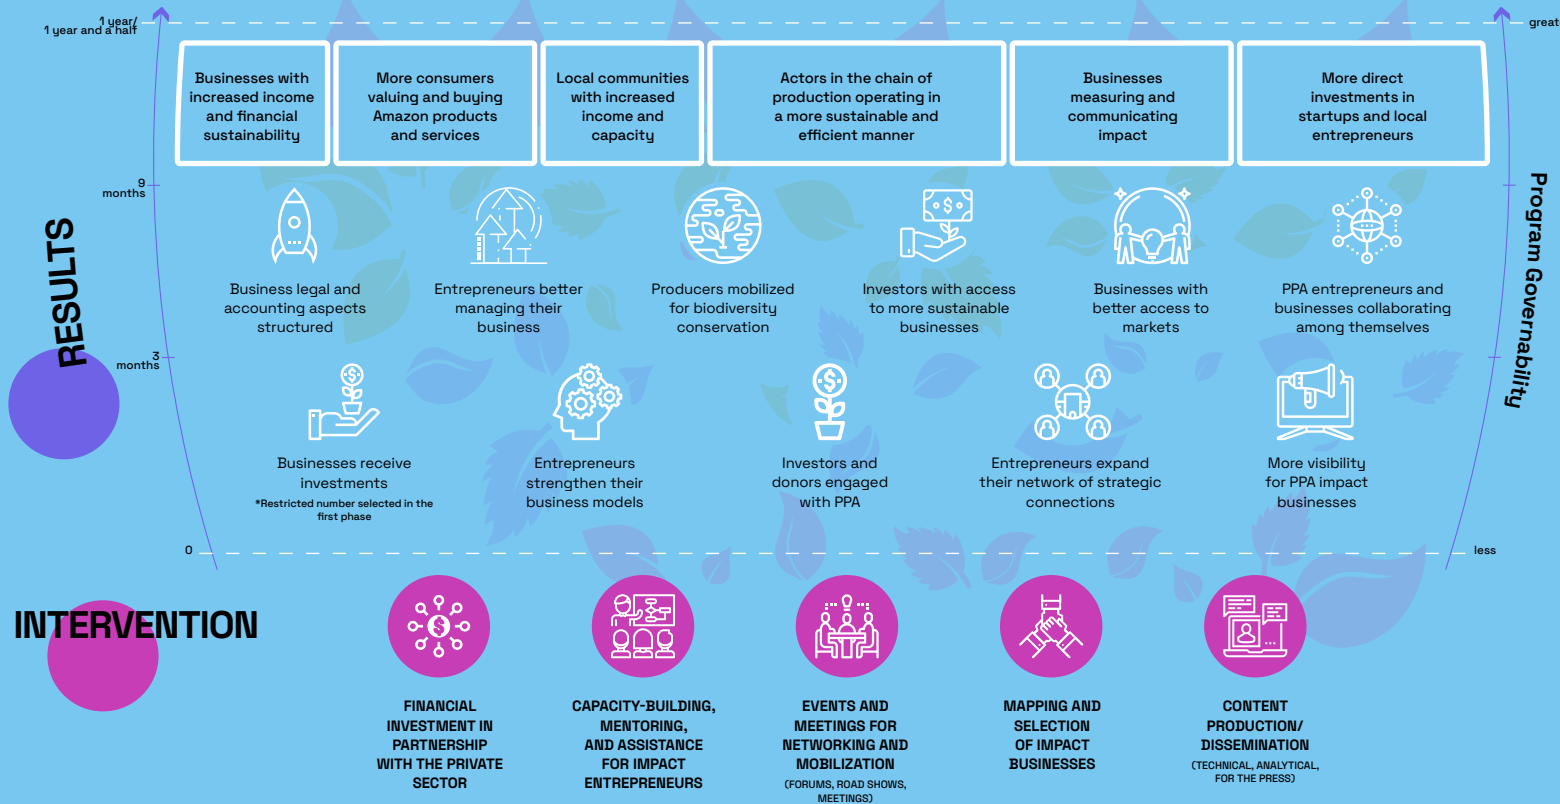 1 year/
1 year and a half
great
Businesses with
increased income
and financial
sustainability
More consumers
valuing and buying
Amazon products
and services
Local communities
with increased
income and
capacity
Actors in the chain of
production operating in
a more sustainable and
efficient manner
Businesses
measuring and
communicating
impact
More direct
investments in
startups and local
entrepreneurs
9
months
RESULTS
Program Governability
Business legal and
accounting aspects
structured
Entrepreneurs better
managing their
business
Producers mobilized
for biodiversity
conservation
Investors with access
to more sustainable
businesses
Businesses with
better access to
markets
PPA entrepreneurs and
businesses collaborating
among themselves
3
months
Businesses receive
investments
*Restricted number selected in the
first phase
Entrepreneurs
strengthen their
business models
Investors and
donors engaged
with PPA
Entrepreneurs expand
their network of strategic
connections
More visibility
for PPA impact
businesses
0
less
INTERVENTION
FINANCIAL
INVESTMENT IN
PARTNERSHIP
WITH THE PRIVATE
SECTOR
CAPACITY-BUILDING,
MENTORING,
AND ASSISTANCE
FOR IMPACT
ENTREPRENEURS
EVENTS AND
MEETINGS FOR
NETWORKING AND
MOBILIZATION
(FORUMS, ROAD SHOWS,
MEETINGS)
MAPPING AND
SELECTION
OF IMPACT
BUSINESSES
CONTENT
PRODUCTION/
DISSEMINATION
(TECHNICAL, ANALYTICAL,
FOR THE PRESS)